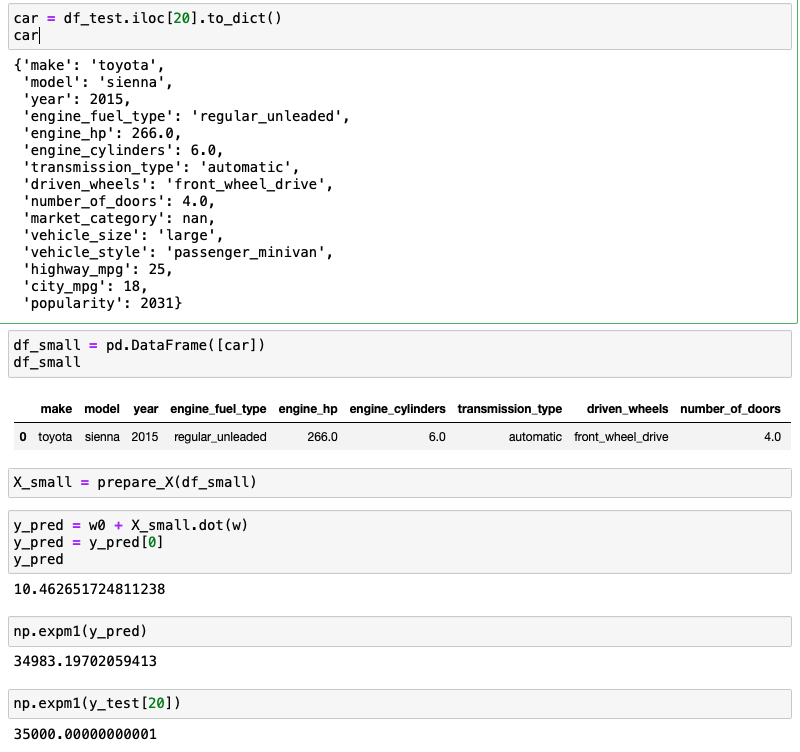 car = df_test.iloc[20].to_dict()
car
{'make': 'toyota',
 'model': 'sienna',
 'year': 2015,
 'engine_fuel_type': 'regular_unleaded',
 'engine_hp': 266.0,
 'engine_cylinders': 6.0,
 'transmission_type': 'automatic',
 'driven_wheels': 'front_wheel_drive',
 'number_of_doors': 4.0,
 'market_category': nan,
 'vehicle_size': 'large',
 'vehicle_style': 'passenger_minivan',
 'highway_mpg': 25,
 'city_mpg': 18,
 'popularity': 2031}
df_small = pd.DataFrame([car])
df_small
make model year engine_fuel_type engine_hp engine_cylinders transmission_type driven_wheels number_of_doors
0 toyota sienna 2015 regular_unleaded 266.0 6.0 automatic front_wheel_drive 4.0
X_small = prepare_X(df_small)
y_pred = w0 + X_small.dot(w)
y_pred = y_pred[0]
y_pred
10.462651724811238
np.expm1(y_pred)
34983.19702059413
np.expm1(y_test[20])
35000.00000000001